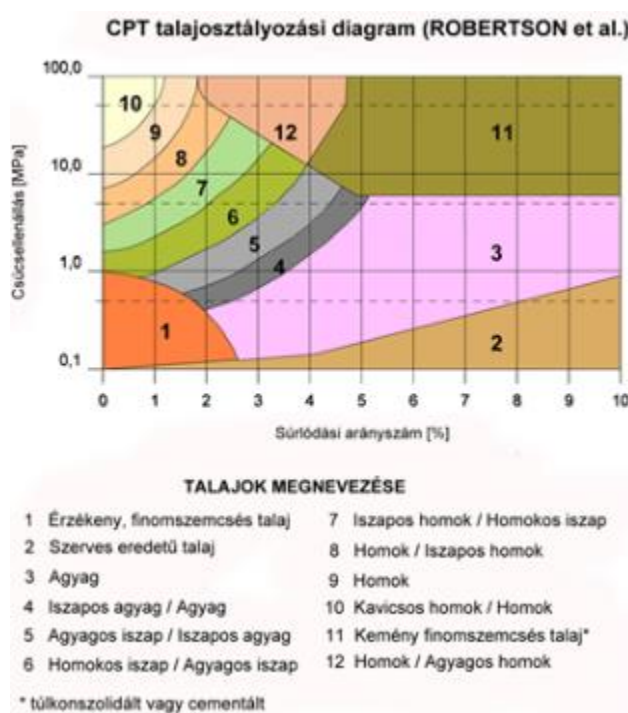 CPT talajosztályozási diagram (ROBERTSON et al.)
Csúcsellenállás [MPa]
100,0
10,0
1,0
0,1
10
9
8
7
6
5
4
12
11
3
1
2
0 1 2 3 4 5 6 7 8 9 10
Súrlódási arányszám [%]
TALAJOK MEGNEVEZÉSE
1 Érzékeny, finomszemcsés talaj
2 Szerves eredetű talaj
3 Agyag
4 Iszapos agyag / Agyag
5 Agyagos iszap / Iszapos agyag
6 Homokos iszap / Agyagos iszap
7 Iszapos homok / Homokos iszap
8 Homok / Iszapos homok
9 Homok
10 Kavicsos homok / Homok
11 Kemény finomszemcsés talaj*
12 Homok / Agyagos homok
* túlkonszolidált vagy cementált